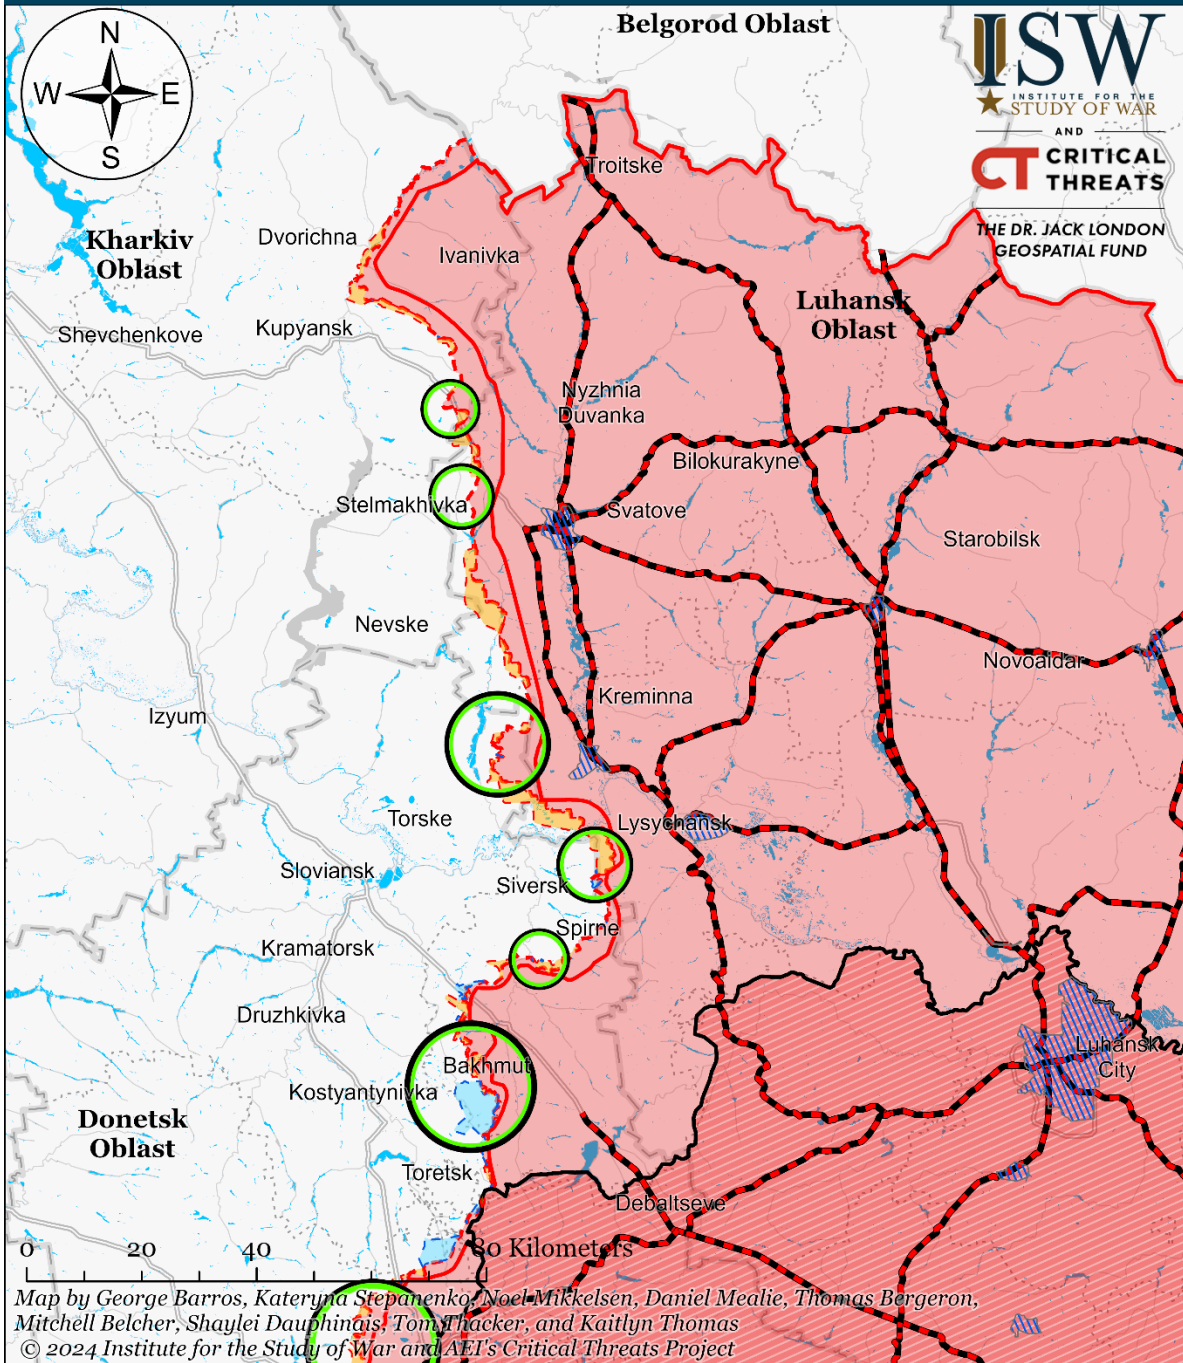 Belgorod Oblast
ISW
INSTITUTE FOR THE
STUDY OF WAR
AND
CT CRITICAL
THREATS
THE DR. JACK LONDON
GEOSPATIAL FUND
N
W
E
S
Troitske
Dvorichna
Kharkiv
Oblast
Ivanivka
Luhansk
Oblast
Shevchenkove
Kupyansk
Nyzhnia
Duvanka
Bilokurakyne
Stelmakhivka
Svatove
Starobilsk
Nevske
Novoaidar
Kreminna
Izyum
Torske
Lysychansk
Sloviansk
Siversk
Spirne
Kramatorsk
Druzhkivka
Luhansk
City
Bakhmut
Kostyantynivka
Donetsk
Oblast
Toretsk
Debaltseve
0 20 40 80 Kilometers
Map by George Barros, Kateryna Stepanenko, Noel Mikkelsen, Daniel Mealie, Thomas Bergeron,
Mitchell Belcher, Shaylei Dauphinais, Tom Thacker, and Kaitlyn Thomas
© 2024 Institute for the Study of War and AEI's Critical Threats Project